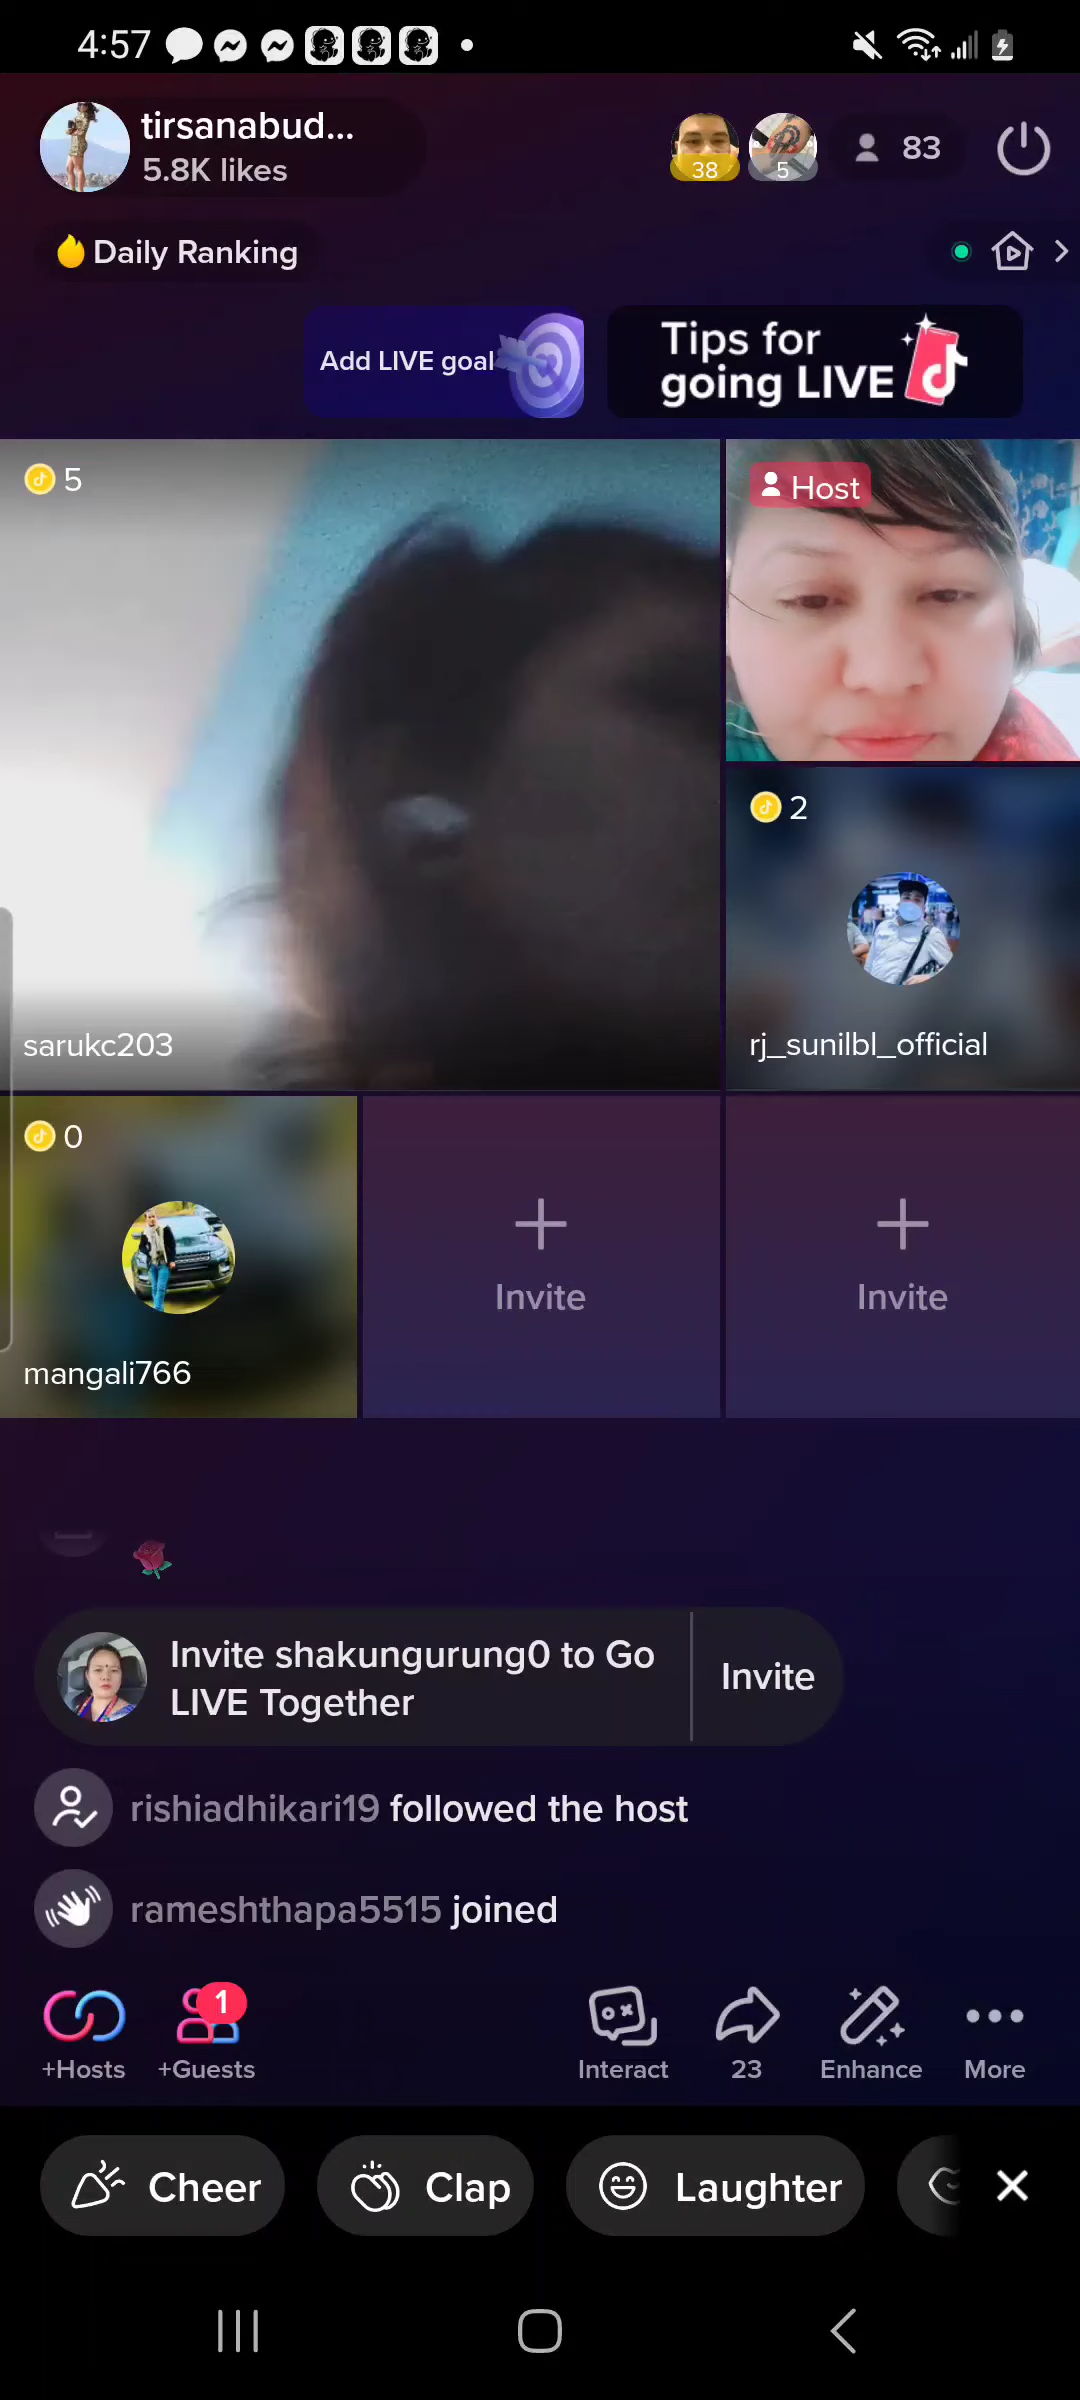 4:57
tirsanabud...
5.8K likes
38
5
83
Daily Ranking
Add LIVE goal
Tips for
going LIVE
5
Host
2
sarukc203
rj_sunilbl_official
0
mangali766
Invite
Invite
Invite shakungurung0 to Go
LIVE Together
Invite
rishiadhikari19 followed the host
rameshthapa5515 joined
1
+Hosts
+Guests
Interact
23
Enhance
More
Cheer
Clap
Laughter